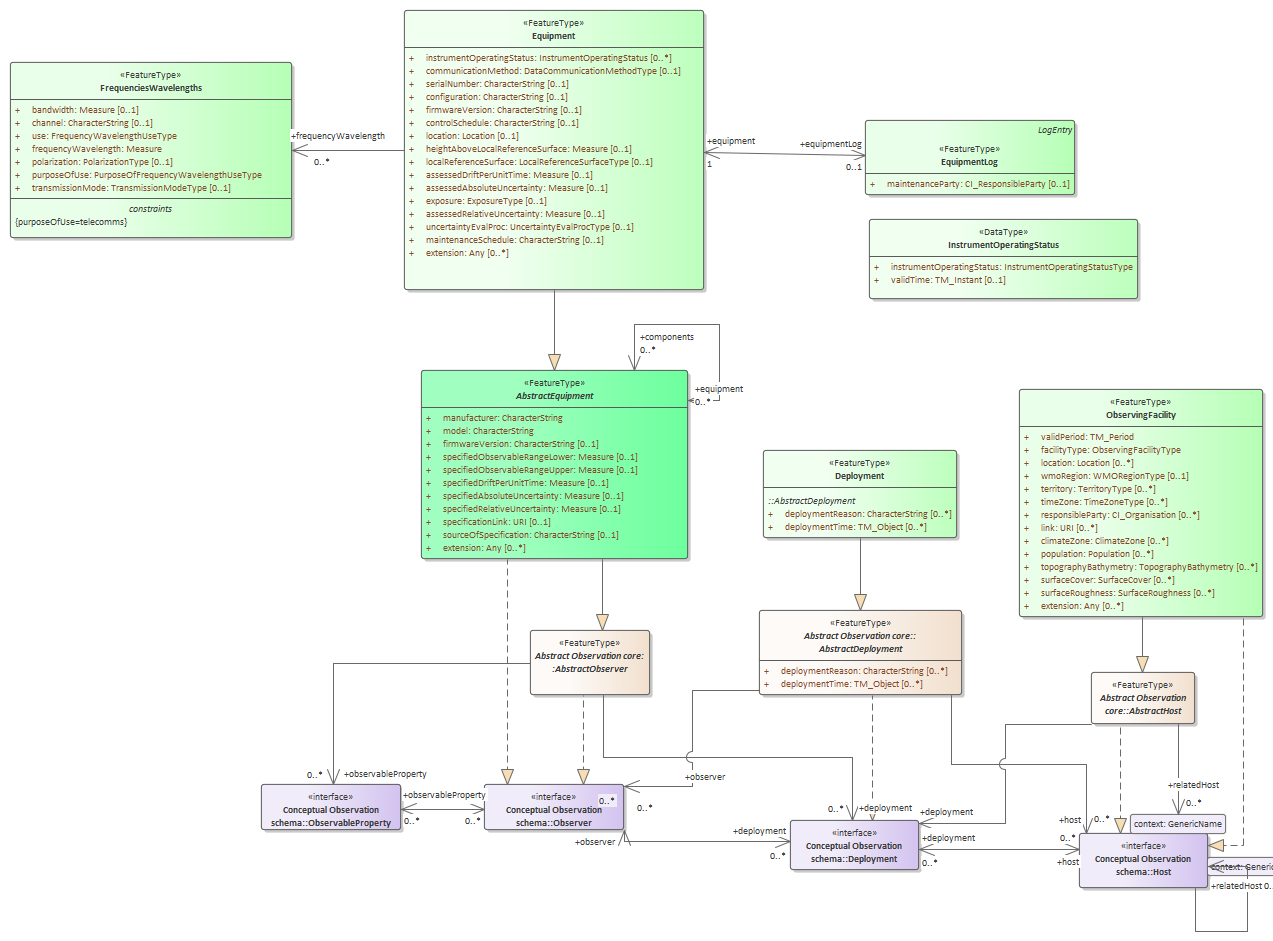 «FeatureType»
Equipment
+ instrumentOperatingStatus: InstrumentOperatingStatus [0..*]
+ communicationMethod: DataCommunicationMethodType [0..1]
+ serialNumber: CharacterString [0..1]
+ configuration: CharacterString [0..1]
+ firmwareVersion: CharacterString [0..1]
+ controlSchedule: CharacterString [0..1]
+ location: Location [0..1]
+ heightAboveLocalReferenceSurface: Measure [0..1]
+ localReferenceSurface: LocalReferenceSurfaceType [0..1]
+ assessedDriftPerUnitTime: Measure [0..1]
+ assessedAbsoluteUncertainty: Measure [0..1]
+ exposure: ExposureType [0..1]
+ assessedRelativeUncertainty: Measure [0..1]
+ uncertaintyEvalProc: UncertaintyEvalProcType [0..1]
+ maintenanceSchedule: CharacterString [0..1]
+ extension: Any [0..*]
«FeatureType»
FrequenciesWavelengths
+ bandwidth: Measure [0..1]
+ channel: CharacterString [0..1]
+ use: FrequencyWavelengthUseType
+ frequencyWavelength: Measure
+ polarization: PolarizationType [0..1]
+ purposeOfUse: PurposeOfFrequencyWavelengthUseType
+ transmissionMode: TransmissionModeType [0..1]
constraints
{purposeOfUse=telecomms}
+frequencyWavelength
0..*
+equipment
1
+equipmentLog
0..1
LogEntry
«FeatureType»
EquipmentLog
+ maintenanceParty: CI_ResponsibleParty [0..1]
«DataType»
InstrumentOperatingStatus
+ instrumentOperatingStatus: InstrumentOperatingStatusType
+ validTime: TM_Instant [0..1]
+components
0..*
+equipment
0..*
«FeatureType»
AbstractEquipment
+ manufacturer: CharacterString
+ model: CharacterString
+ firmwareVersion: CharacterString [0..1]
+ specifiedObservableRangeLower: Measure [0..1]
+ specifiedObservableRangeUpper: Measure [0..1]
+ specifiedDriftPerUnitTime: Measure [0..1]
+ specifiedAbsoluteUncertainty: Measure [0..1]
+ specifiedRelativeUncertainty: Measure [0..1]
+ specificationLink: URI [0..1]
+ sourceOfSpecification: CharacterString [0..1]
+ extension: Any [0..*]
«FeatureType»
Deployment
::AbstractDeployment
+ deploymentReason: CharacterString [0..*]
+ deploymentTime: TM_Object [0..*]
«FeatureType»
ObservingFacility
+ validPeriod: TM_Period
+ facilityType: ObservingFacilityType
+ location: Location [0..*]
+ wmoRegion: WMORegionType [0..1]
+ territory: TerritoryType [0..*]
+ timeZone: TimeZoneType [0..*]
+ responsibleParty: CI_Organisation [0..*]
+ link: URI [0..*]
+ climateZone: ClimateZone [0..*]
+ population: Population [0..*]
+ topographyBathymetry: TopographyBathymetry [0..*]
+ surfaceCover: SurfaceCover [0..*]
+ surfaceRoughness: SurfaceRoughness [0..*]
+ extension: Any [0..*]
«FeatureType»
Abstract Observation core:
:AbstractObserver
«FeatureType»
Abstract Observation core::
AbstractDeployment
+ deploymentReason: CharacterString [0..*]
+ deploymentTime: TM_Object [0..*]
«FeatureType»
Abstract Observation
core::AbstractHost
0..*
+observableProperty
+observer
0..*
+relatedHost
0..*
«interface»
Conceptual Observation
schema::ObservableProperty
+observableProperty
0..*
0..*
«interface»
Conceptual Observation
schema::Observer
0..*
+observer
+deployment
0..*
0..*
+deployment
«interface»
Conceptual Observation
schema::Deployment
+deployment
+deployment
0..*
+host
0..*
0..*
+host
context: GenericName
«interface»
Conceptual Observation
schema::Host
context: Generic
+relatedHost 0..